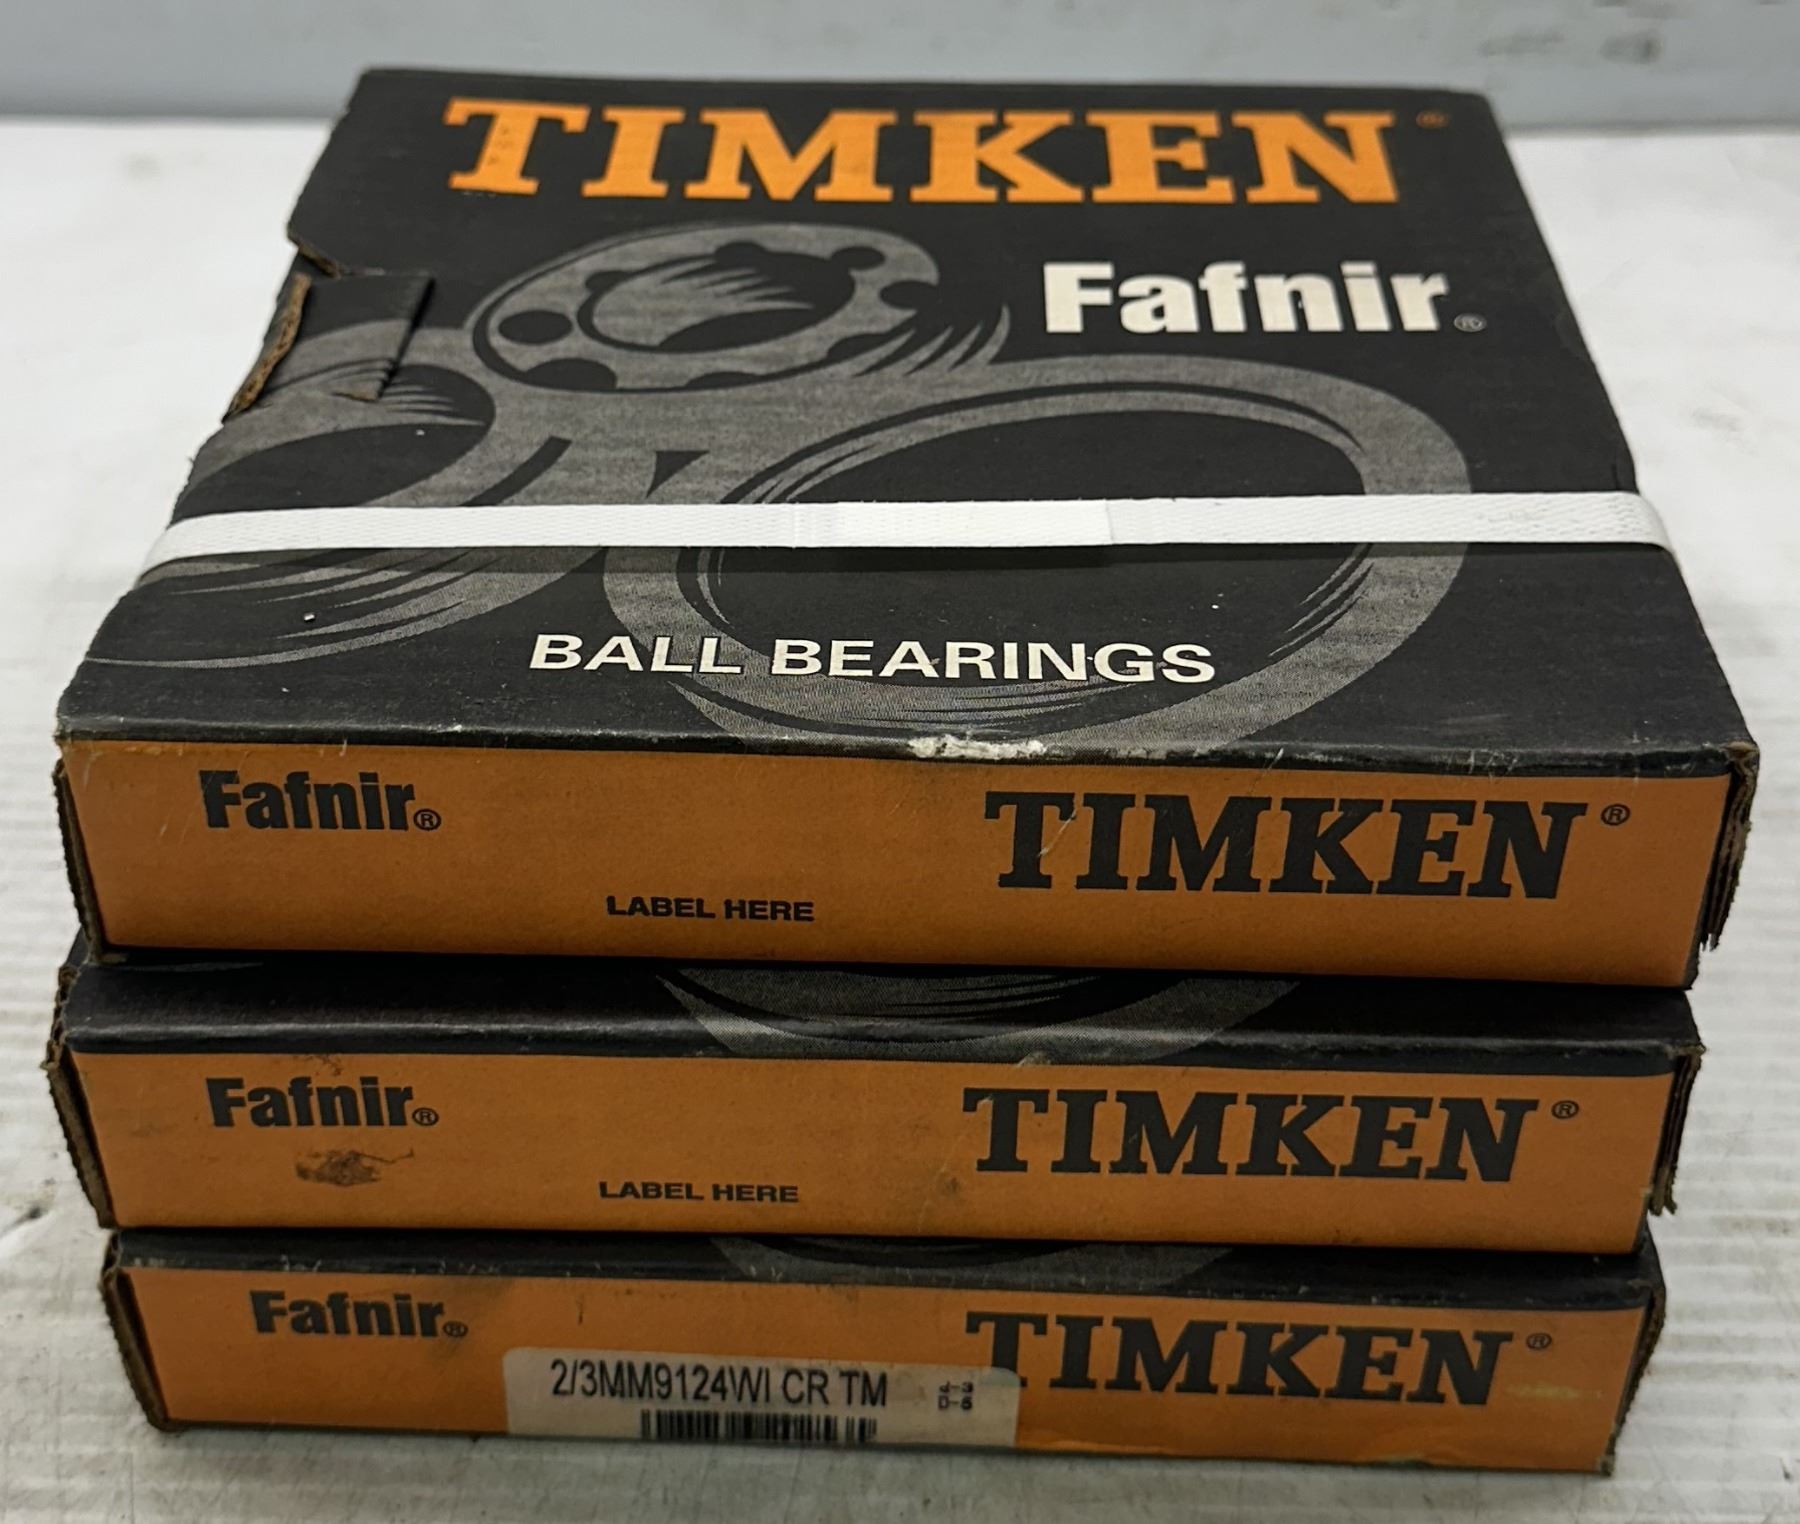 TIMKEN®
Fafnir®
BALL BEARINGS
Fafnir®
TIMKEN®
LABEL HERE
Fafnir®
TIMKEN®
LABEL HERE
Fafnir®
TIMKEN®
2/3MM9124WI CR TM